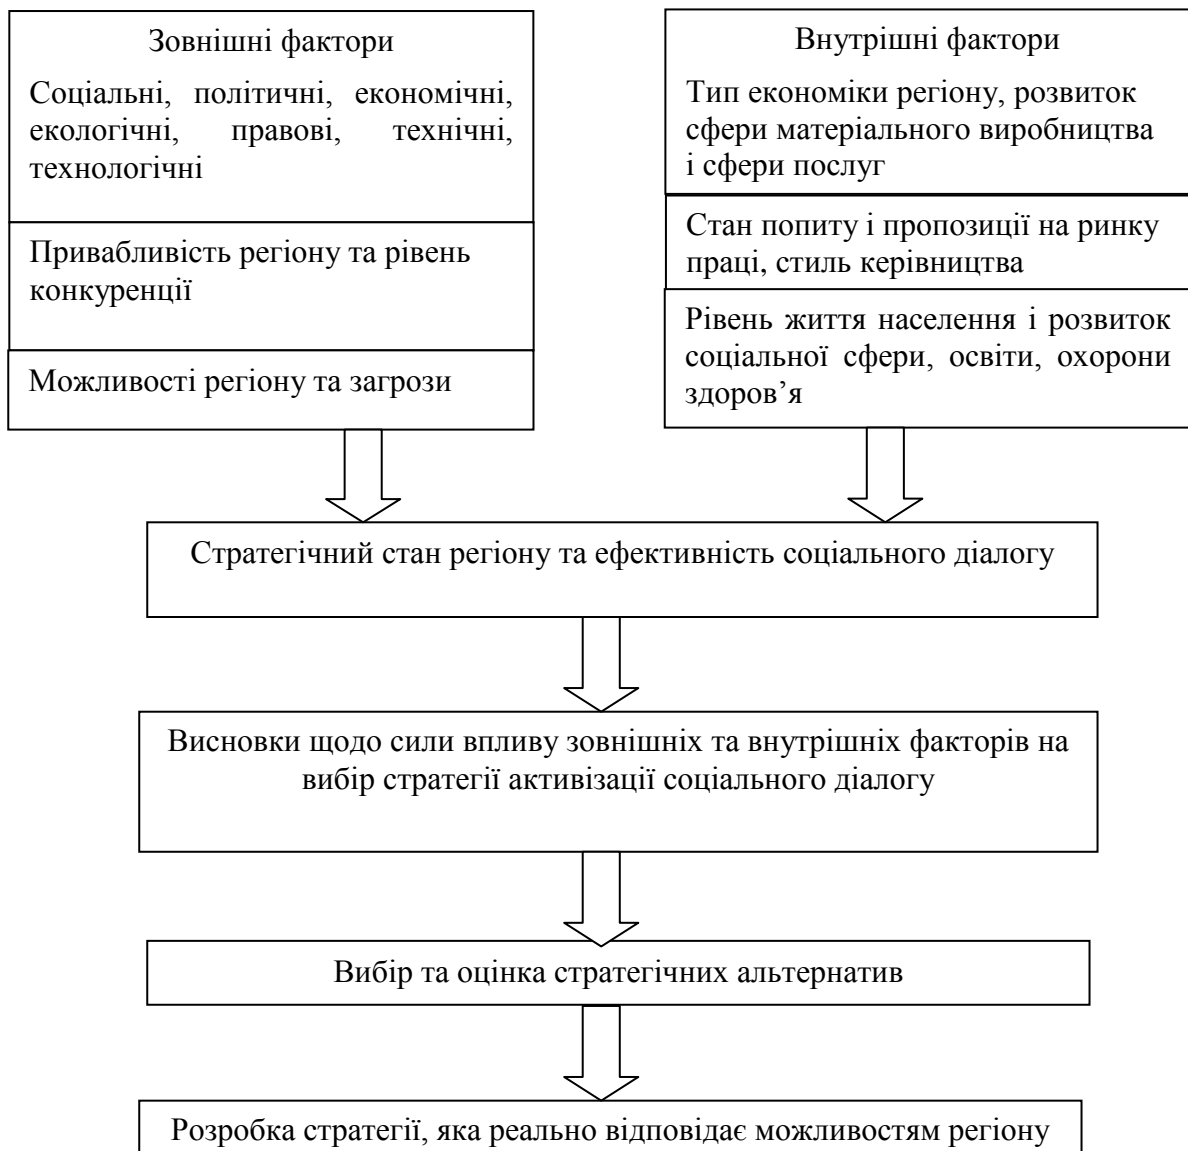 Зовнішні фактори
Соціальні, політичні, економічні,
екологічні, правові, технічні,
технологічні
Привабливість регіону та рівень
конкуренції
Можливості регіону та загрози
Внутрішні фактори
Тип економіки регіону, розвиток
сфери матеріального виробництва
і сфери послуг
Стан попиту і пропозиції на ринку
праці, стиль керівництва
Рівень життя населення і розвиток
соціальної сфери, освіти, охорони
здоров’я
Стратегічний стан регіону та ефективність соціального діалогу
Висновки щодо сили впливу зовнішніх та внутрішніх факторів на
вибір стратегії активізації соціального діалогу
Вибір та оцінка стратегічних альтернатив
Розробка стратегії, яка реально відповідає можливостям регіону